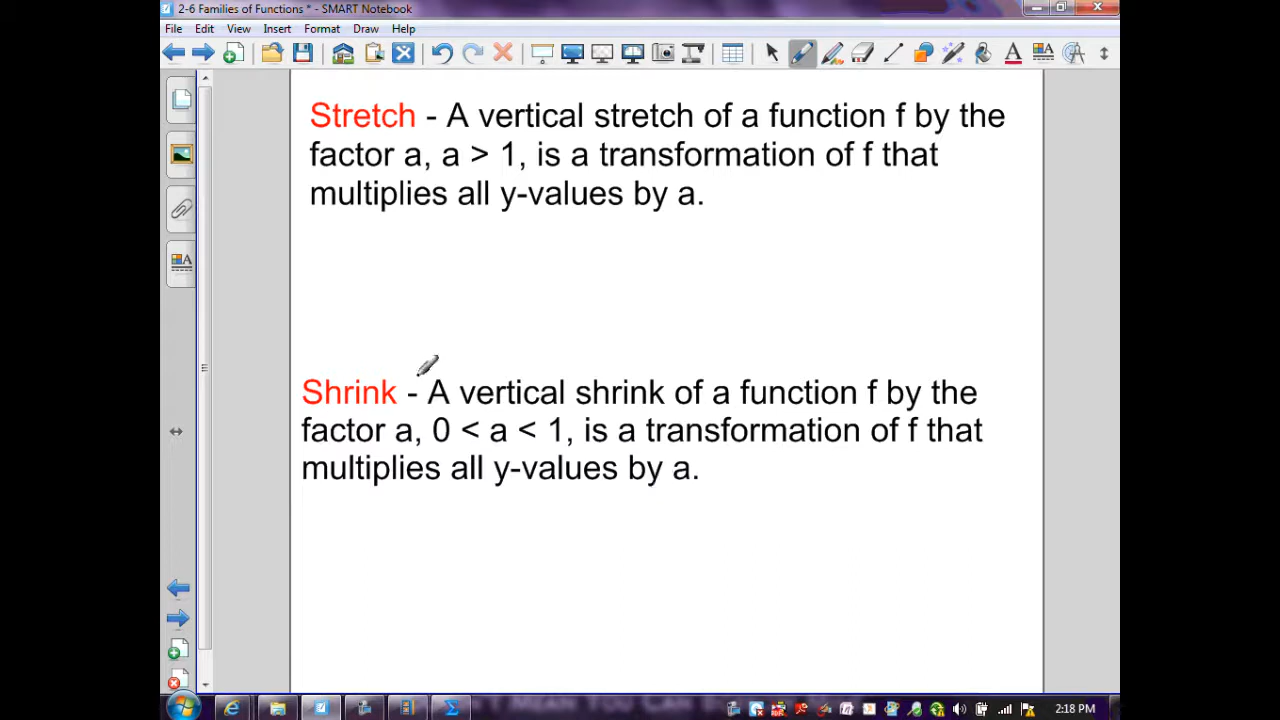 2-6 Families of Functions * - SMART Notebook
File Edit View Insert Format Draw Help
Stretch - A vertical stretch of a function f by the
factor a, a > 1, is a transformation of f that
multiplies all y-values by a.
Shrink - A vertical shrink of a function f by the
factor a, 0 < a < 1, is a transformation of f that
multiplies all y-values by a.
2:18 PM